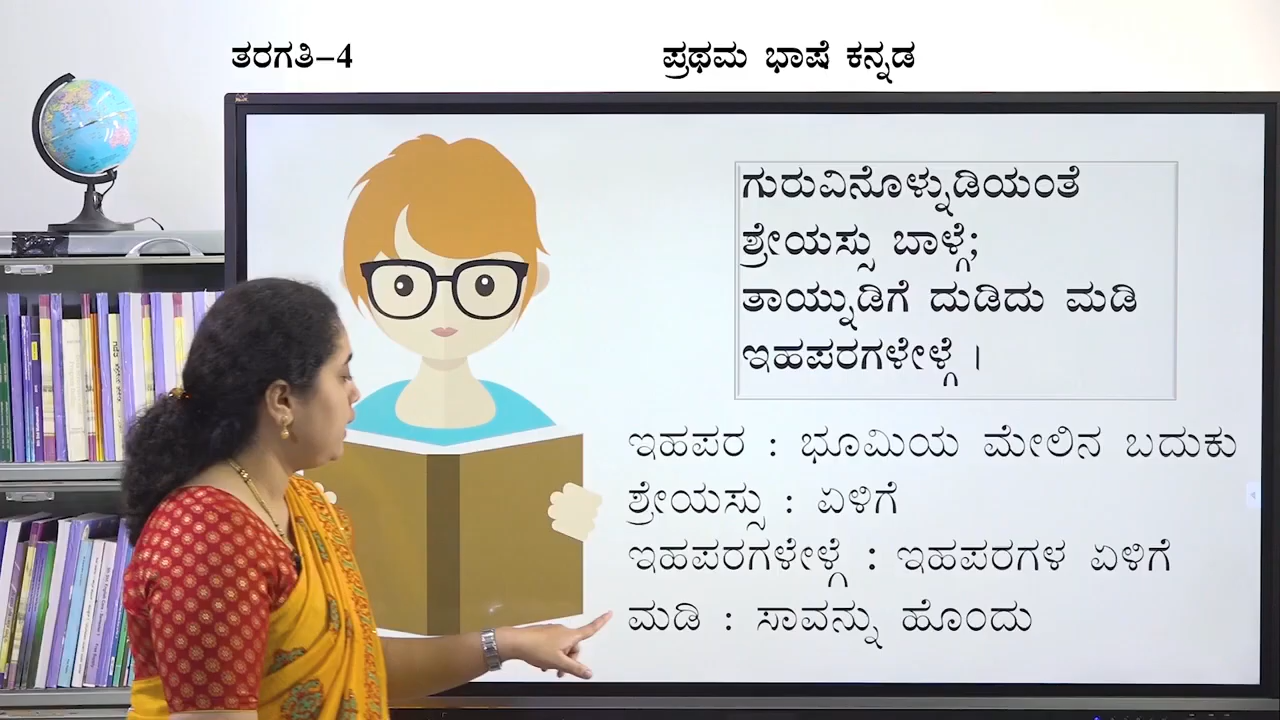 ತರಗತಿ–4
ಪ್ರಥಮ ಭಾಷೆ ಕನ್ನಡ
ಗುರುವಿನೊಳ್ನುಡಿಯಂತೆ
ಶ್ರೇಯಸ್ಸು ಬಾಳ್ಗೆ;
ತಾಯ್ನುಡಿಗೆ ದುಡಿದು ಮಡಿ
ಇಹಪರಗಳೇಳ್ಗೆ ।
ಇಹಪರ : ಭೂಮಿಯ ಮೇಲಿನ ಬದುಕು
ಶ್ರೇಯಸ್ಸು : ಏಳಿಗೆ
ಇಹಪರಗಳೇಳ್ಗೆ : ಇಹಪರಗಳ ಏಳಿಗೆ
ಮಡಿ : ಸಾವನ್ನು ಹೊಂದು